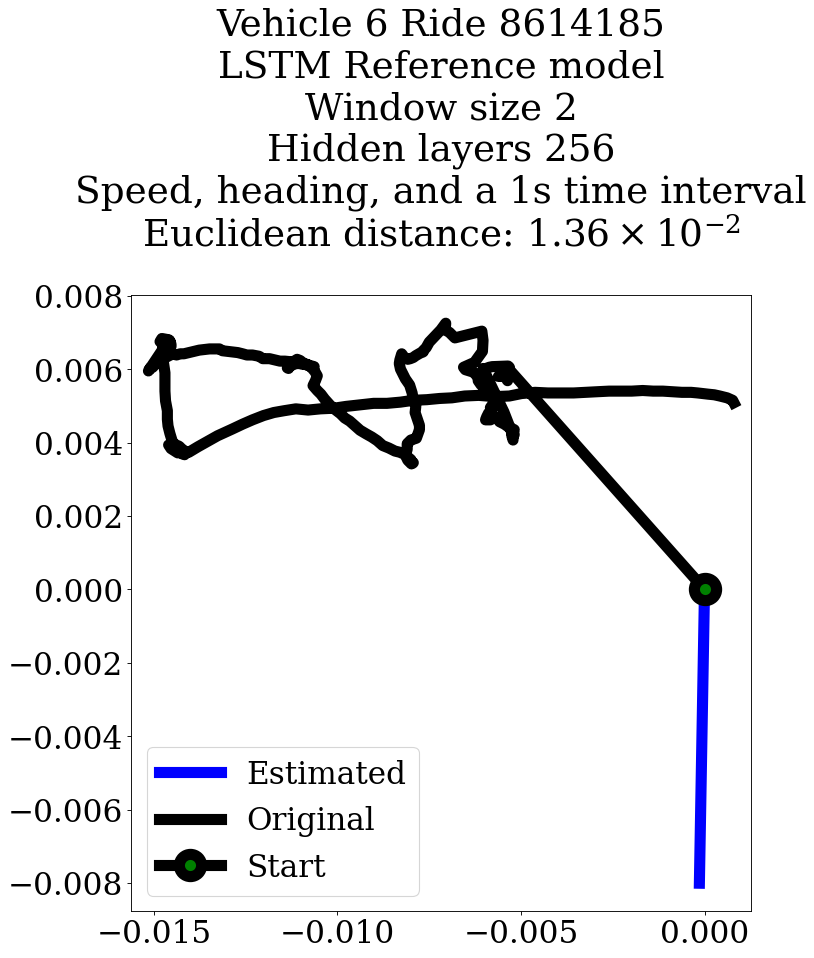 Vehicle 6 Ride 8614185
LSTM Reference model
Window size 2
Hidden layers 256
Speed, heading, and a 1s time interval
Euclidean distance: 1.36 × 10⁻²
0.008
0.006
0.004
0.002
0.000
−0.002
−0.004
−0.006
−0.008
Estimated
Original
Start
−0.015 −0.010 −0.005 0.000